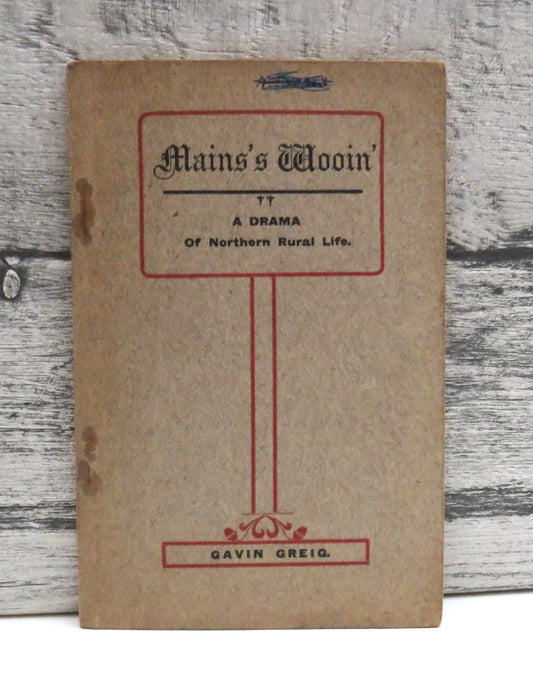 Mains's Wooin'
A DRAMA
Of Northern Rural Life.
GAVIN GREIG.